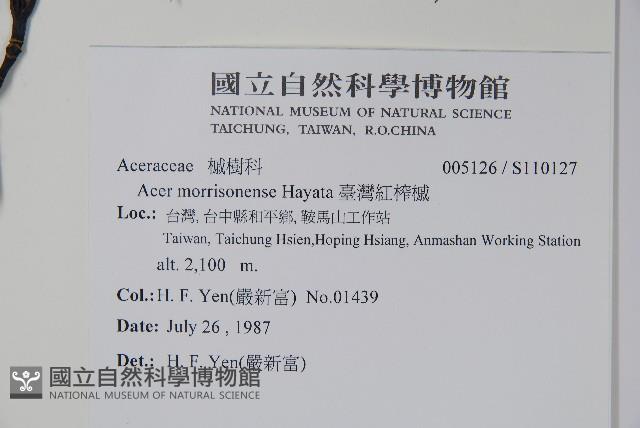 國立自然科學博物館
NATIONAL MUSEUM OF NATURAL SCIENCE
TAICHUNG, TAIWAN, R.O.CHINA
Aceraceae 槭樹科 005126 / S110127
Acer morrisonense Hayata 臺灣紅榨槭
Loc.: 台灣, 台中縣和平鄉, 鞍馬山工作站
Taiwan, Taichung Hsien,Hoping Hsiang, Anmashan Working Station
alt. 2,100 m.
Col.:H. F. Yen(嚴新富) No.01439
Date: July 26 , 1987
Det.: H. F. Yen(嚴新富)
國立自然科學博物館
NATIONAL MUSEUM OF NATURAL SCIENCE